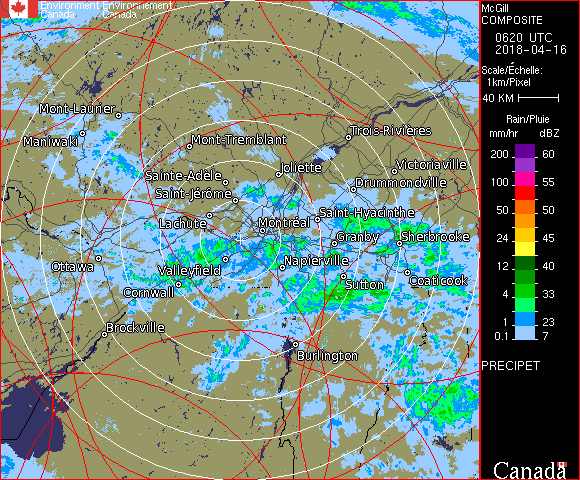 Environment Environnement
Canada Canada
McGill
COMPOSITE
0620 UTC
2018-04-16
Scale/Échelle:
1km/Pixel
40 KM
Rain/Pluie
mm/hr dBZ
200 60
100 55
50 50
24 45
12 40
4 33
1 23
0.1 7
PRECIPET
Canada
Mont-Laurier
Maniwaki
Mont-Tremblant
Trois-Rivières
Sainte-Adèle
Joliette
Victoriaville
Saint-Jérôme
Drummondville
Lachute
Montréal
Saint-Hyacinthe
Granby
Sherbrooke
Ottawa
Valleyfield
Napierville
Cornwall
Sutton
Coaticook
Brockville
Burlington